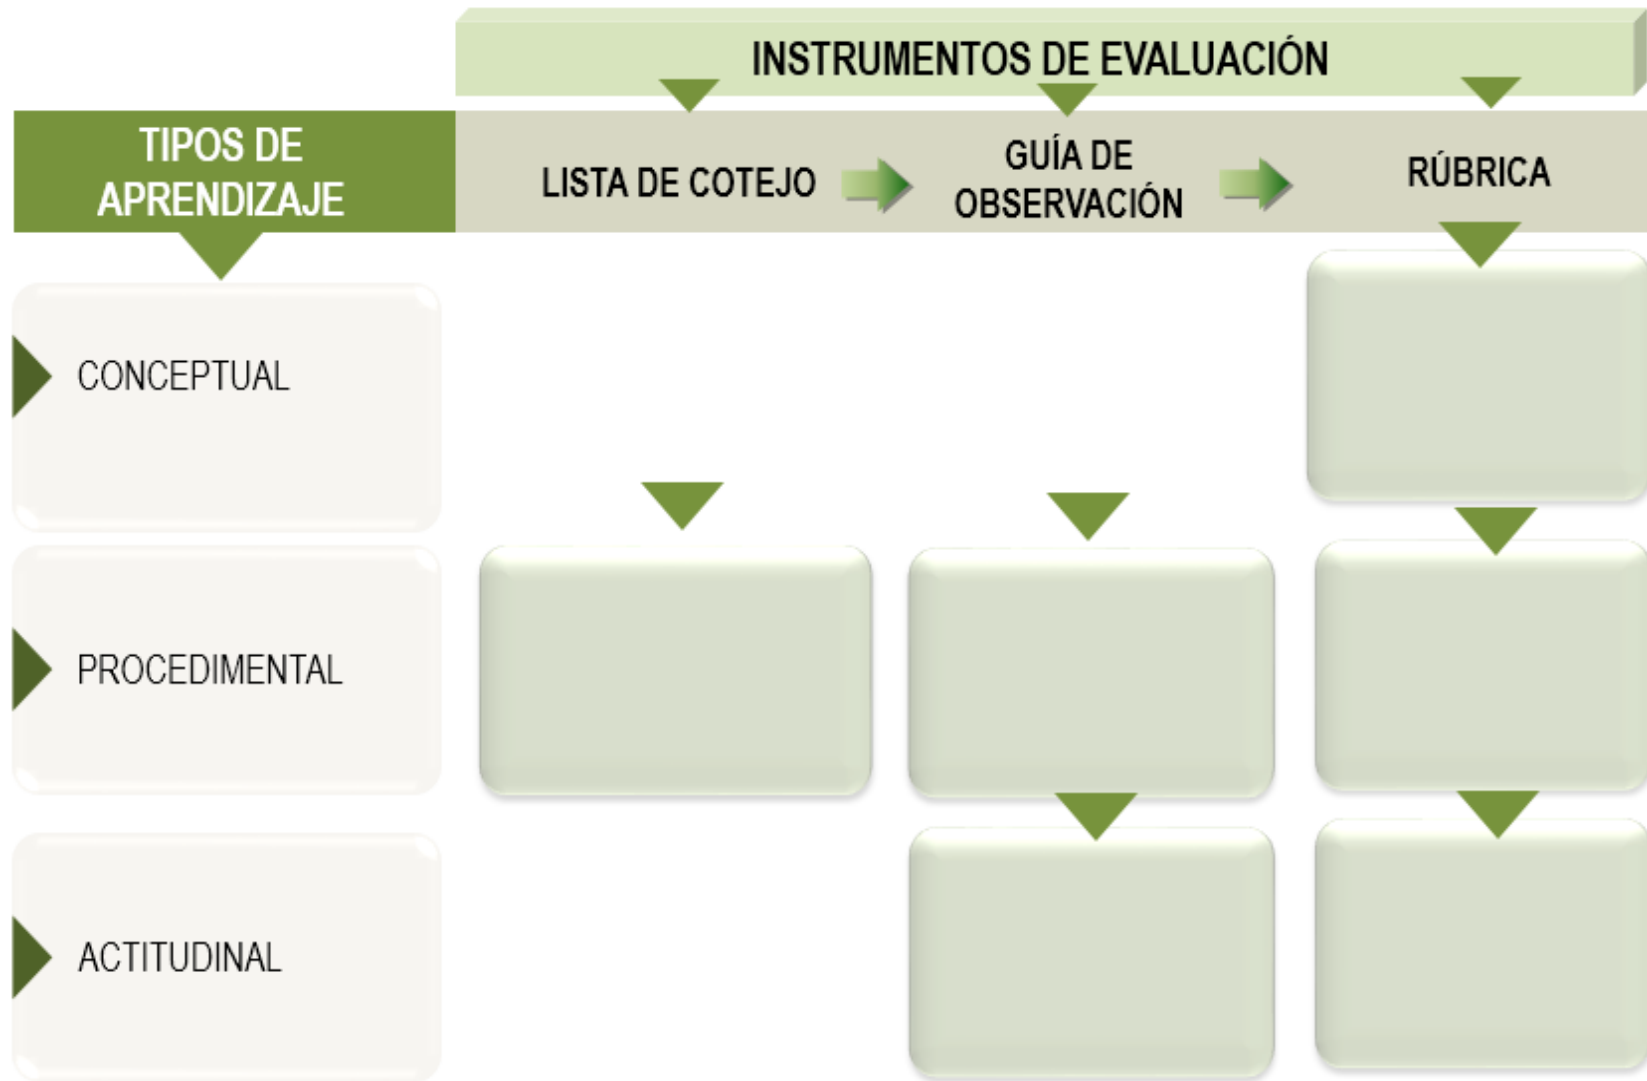 INSTRUMENTOS DE EVALUACIÓN
TIPOS DE
APRENDIZAJE
LISTA DE COTEJO
GUÍA DE
OBSERVACIÓN
RÚBRICA
CONCEPTUAL
PROCEDIMENTAL
ACTITUDINAL